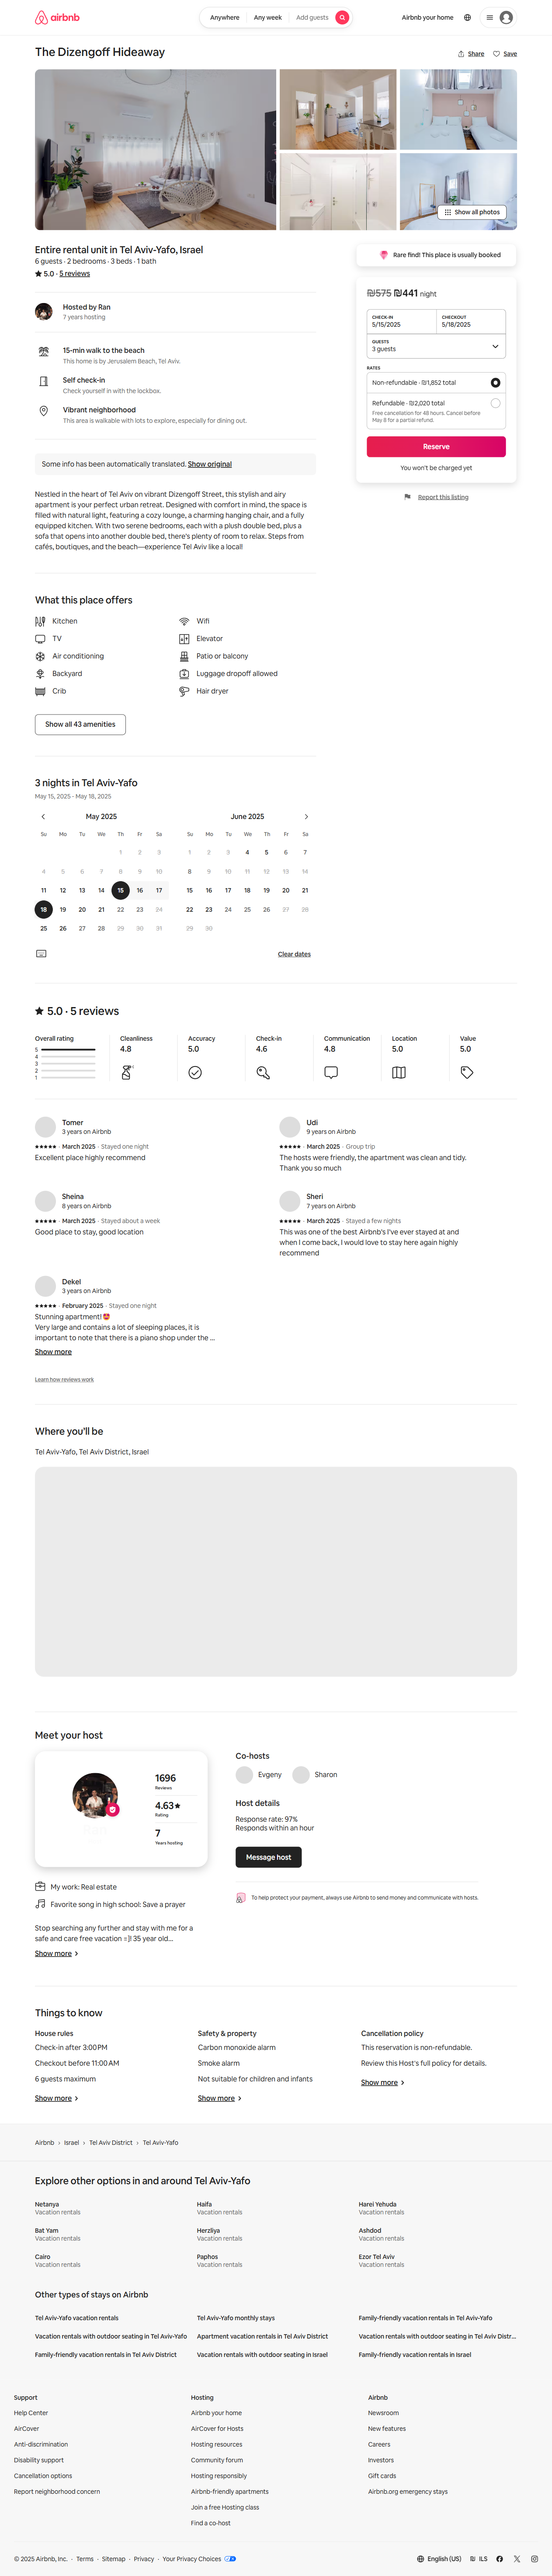 airbnb
Anywhere
Any week
Add guests
Airbnb your home
The Dizengoff Hideaway
Share
Save
Show all photos
Entire rental unit in Tel Aviv-Yafo, Israel
6 guests · 2 bedrooms · 3 beds · 1 bath
5.0 · 5 reviews
Hosted by Ran
7 years hosting
15-min walk to the beach
This home is by Jerusalem Beach, Tel Aviv.
Self check-in
Check yourself in with the lockbox.
Vibrant neighborhood
This area is walkable with lots to explore, especially for dining out.
Some info has been automatically translated. Show original
Nestled in the heart of Tel Aviv on vibrant Dizengoff Street, this stylish and airy
apartment is your perfect urban retreat. Designed with comfort in mind, the space is
filled with natural light, featuring a cozy lounge, a charming hanging chair, and a fully
equipped kitchen. With two serene bedrooms, each with a plush double bed, plus a
sofa that opens into another double bed, there's plenty of room to relax. Steps from
cafés, boutiques, and the beach—experience Tel Aviv like a local!
Rare find! This place is usually booked
₪575 ₪441 night
CHECK-IN
5/15/2025
CHECKOUT
5/18/2025
GUESTS
3 guests
RATES
Non-refundable · ₪1,852 total
Refundable · ₪2,020 total
Free cancellation for 48 hours. Cancel before
May 8 for a partial refund.
Reserve
You won't be charged yet
Report this listing
What this place offers
Kitchen
Wifi
TV
Elevator
Air conditioning
Patio or balcony
Backyard
Luggage dropoff allowed
Crib
Hair dryer
Show all 43 amenities
3 nights in Tel Aviv-Yafo
May 15, 2025 - May 18, 2025
May 2025
Su Mo Tu We Th Fr Sa
1 2 3
4 5 6 7 8 9 10
11 12 13 14 15 16 17
18 19 20 21 22 23 24
25 26 27 28 29 30 31
June 2025
Su Mo Tu We Th Fr Sa
1 2 3 4 5 6 7
8 9 10 11 12 13 14
15 16 17 18 19 20 21
22 23 24 25 26 27 28
29 30
Clear dates
5.0 · 5 reviews
Overall rating
5
4
3
2
1
Cleanliness
4.8
Accuracy
5.0
Check-in
4.6
Communication
4.8
Location
5.0
Value
5.0
Tomer
3 years on Airbnb
· March 2025 · Stayed one night
Excellent place highly recommend
Udi
9 years on Airbnb
· March 2025 · Group trip
The hosts were friendly, the apartment was clean and tidy.
Thank you so much
Sheina
8 years on Airbnb
· March 2025 · Stayed about a week
Good place to stay, good location
Sheri
7 years on Airbnb
· March 2025 · Stayed a few nights
This was one of the best Airbnb's I've ever stayed at and
when I come back, I would love to stay here again highly
recommend
Dekel
3 years on Airbnb
· February 2025 · Stayed one night
Stunning apartment! 😍
Very large and contains a lot of sleeping places, it is
important to note that there is a piano shop under the ...
Show more
Learn how reviews work
Where you'll be
Tel Aviv-Yafo, Tel Aviv District, Israel
Meet your host
1696
Reviews
4.63★
Rating
7
Years hosting
My work: Real estate
Favorite song in high school: Save a prayer
Stop searching any further and stay with me for a
safe and care free vacation =]! 35 year old...
Show more
Co-hosts
Evgeny
Sharon
Host details
Response rate: 97%
Responds within an hour
Message host
To help protect your payment, always use Airbnb to send money and communicate with hosts.
Things to know
House rules
Check-in after 3:00 PM
Checkout before 11:00 AM
6 guests maximum
Show more
Safety & property
Carbon monoxide alarm
Smoke alarm
Not suitable for children and infants
Show more
Cancellation policy
This reservation is non-refundable.
Review this Host's full policy for details.
Show more
Airbnb
Israel
Tel Aviv District
Tel Aviv-Yafo
Explore other options in and around Tel Aviv-Yafo
Netanya
Vacation rentals
Haifa
Vacation rentals
Harei Yehuda
Vacation rentals
Bat Yam
Vacation rentals
Herzliya
Vacation rentals
Ashdod
Vacation rentals
Cairo
Vacation rentals
Paphos
Vacation rentals
Ezor Tel Aviv
Vacation rentals
Other types of stays on Airbnb
Tel Aviv-Yafo vacation rentals
Tel Aviv-Yafo monthly stays
Family-friendly vacation rentals in Tel Aviv-Yafo
Vacation rentals with outdoor seating in Tel Aviv-Yafo
Apartment vacation rentals in Tel Aviv District
Vacation rentals with outdoor seating in Tel Aviv Distr...
Family-friendly vacation rentals in Tel Aviv District
Vacation rentals with outdoor seating in Israel
Family-friendly vacation rentals in Israel
Support
Help Center
AirCover
Anti-discrimination
Disability support
Cancellation options
Report neighborhood concern
Hosting
Airbnb your home
AirCover for Hosts
Hosting resources
Community forum
Hosting responsibly
Airbnb-friendly apartments
Join a free Hosting class
Find a co-host
Airbnb
Newsroom
New features
Careers
Investors
Gift cards
Airbnb.org emergency stays
© 2025 Airbnb, Inc. · Terms · Sitemap · Privacy · Your Privacy Choices
English (US)
₪ ILS